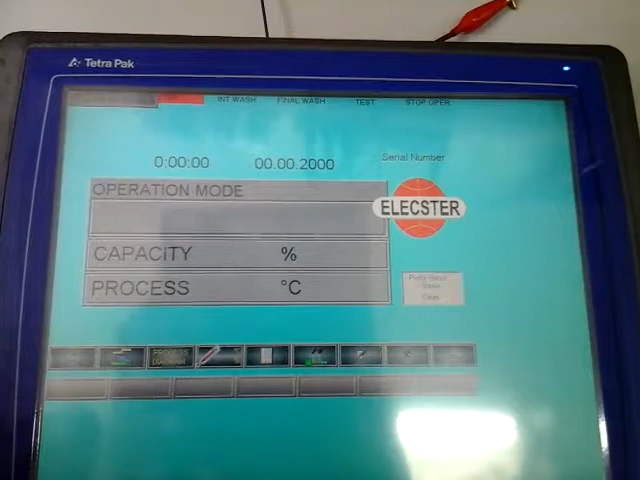 Tetra Pak
INT WASH FINAL WASH TEST STOP OPER
0:00:00 00.00.2000 Serial Number
OPERATION MODE
ELECSTER
CAPACITY %
PROCESS °C